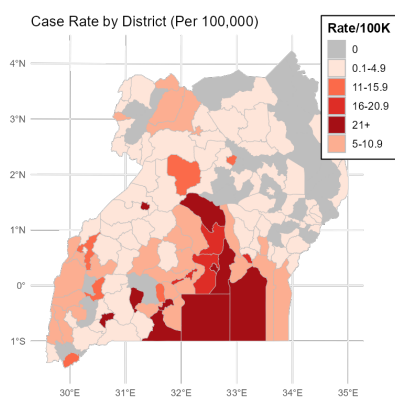 Case Rate by District (Per 100,000)
Rate/100K
0
0.1-4.9
11-15.9
16-20.9
21+
5-10.9
4°N
3°N
2°N
1°N
0°
1°S
30°E 31°E 32°E 33°E 34°E 35°E